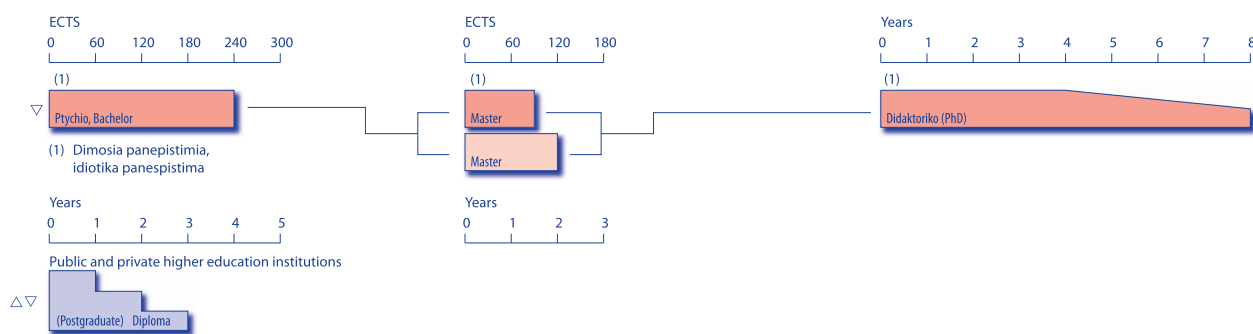 ECTS
0 60 120 180 240 300
(1)
Ptychio, Bachelor
(1) Dimosia panepistimia,
idiotika panespistima
Years
0 1 2 3 4 5
Public and private higher education institutions
(Postgraduate) Diploma
ECTS
0 60 120 180
(1)
Master
Master
Years
0 1 2 3
Years
0 1 2 3 4 5 6 7 8
(1)
Didaktoriko (PhD)